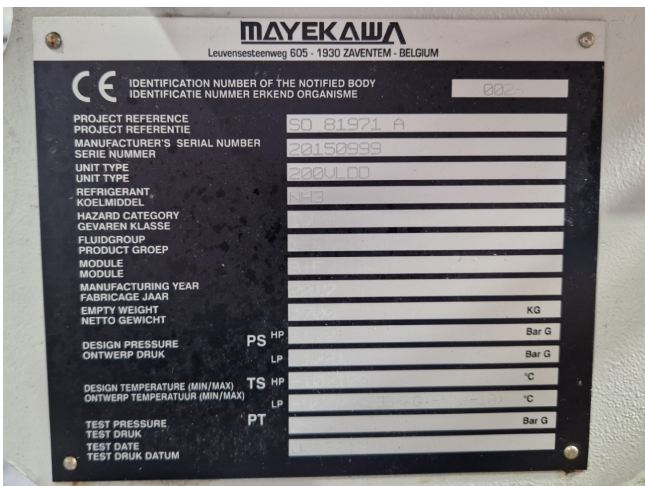 MAYEKAWA
Leuvensesteenweg 605 - 1930 ZAVENTEM - BELGIUM
CE IDENTIFICATION NUMBER OF THE NOTIFIED BODY
IDENTIFICATIE NUMMER ERKEND ORGANISME
PROJECT REFERENCE SO 81971 A
PROJECT REFERENTIE
MANUFACTURER'S SERIAL NUMBER 20150999
SERIE NUMMER
UNIT TYPE 200VLDD
UNIT TYPE
REFRIGERANT NH3
KOELMIDDEL
HAZARD CATEGORY
GEVAREN KLASSE
FLUIDGROUP
PRODUCT GROEP
MODULE
MODULE
MANUFACTURING YEAR
FABRICAGE JAAR
EMPTY WEIGHT KG
NETTO GEWICHT
DESIGN PRESSURE PS HP Bar G
ONTWERP DRUK LP Bar G
DESIGN TEMPERATURE (MIN/MAX) TS HP °C
ONTWERP TEMPERATUUR (MIN/MAX) LP °C
TEST PRESSURE PT Bar G
TEST DRUK
TEST DATE
TEST DRUK DATUM